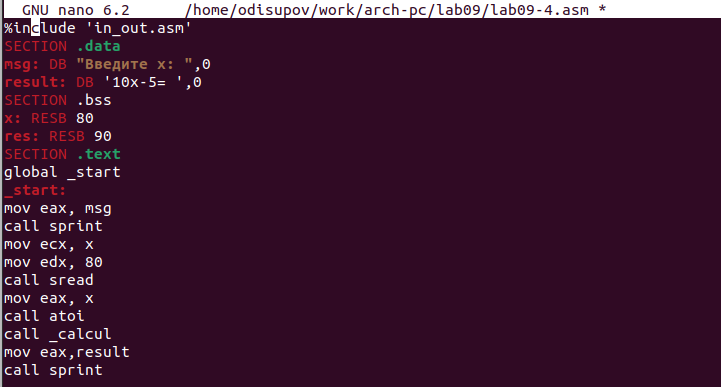 GNU nano 6.2 /home/odisupov/work/arch-pc/lab09/lab09-4.asm *
%include 'in_out.asm'
SECTION .data
msg: DB "Введите x: ",0
result: DB '10x-5= ',0
SECTION .bss
x: RESB 80
res: RESB 90
SECTION .text
global _start
_start:
mov eax, msg
call sprint
mov ecx, x
mov edx, 80
call sread
mov eax, x
call atoi
call _calcul
mov eax,result
call sprint